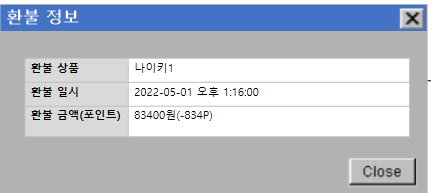 환불 정보
환불 상품 나이키1
환불 일시 2022-05-01 오후 1:16:00
환불 금액(포인트) 83400원(-834P)
Close